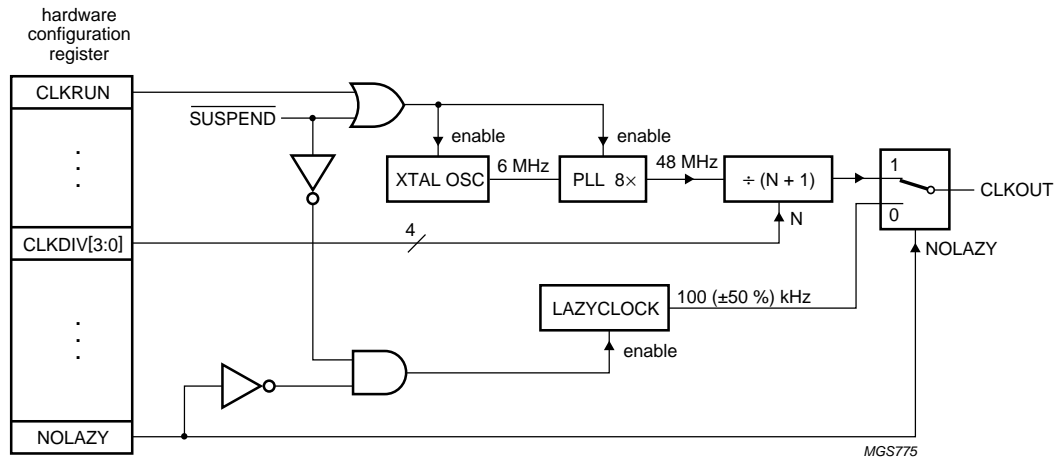 hardware
configuration
register
CLKRUN
SUSPEND
enable
enable
XTAL OSC
6 MHz
PLL 8×
48 MHz
÷ (N + 1)
1
0
CLKOUT
CLKDIV[3:0]
4
N
NOLAZY
LAZYCLOCK
100 (±50 %) kHz
enable
NOLAZY
MGS775